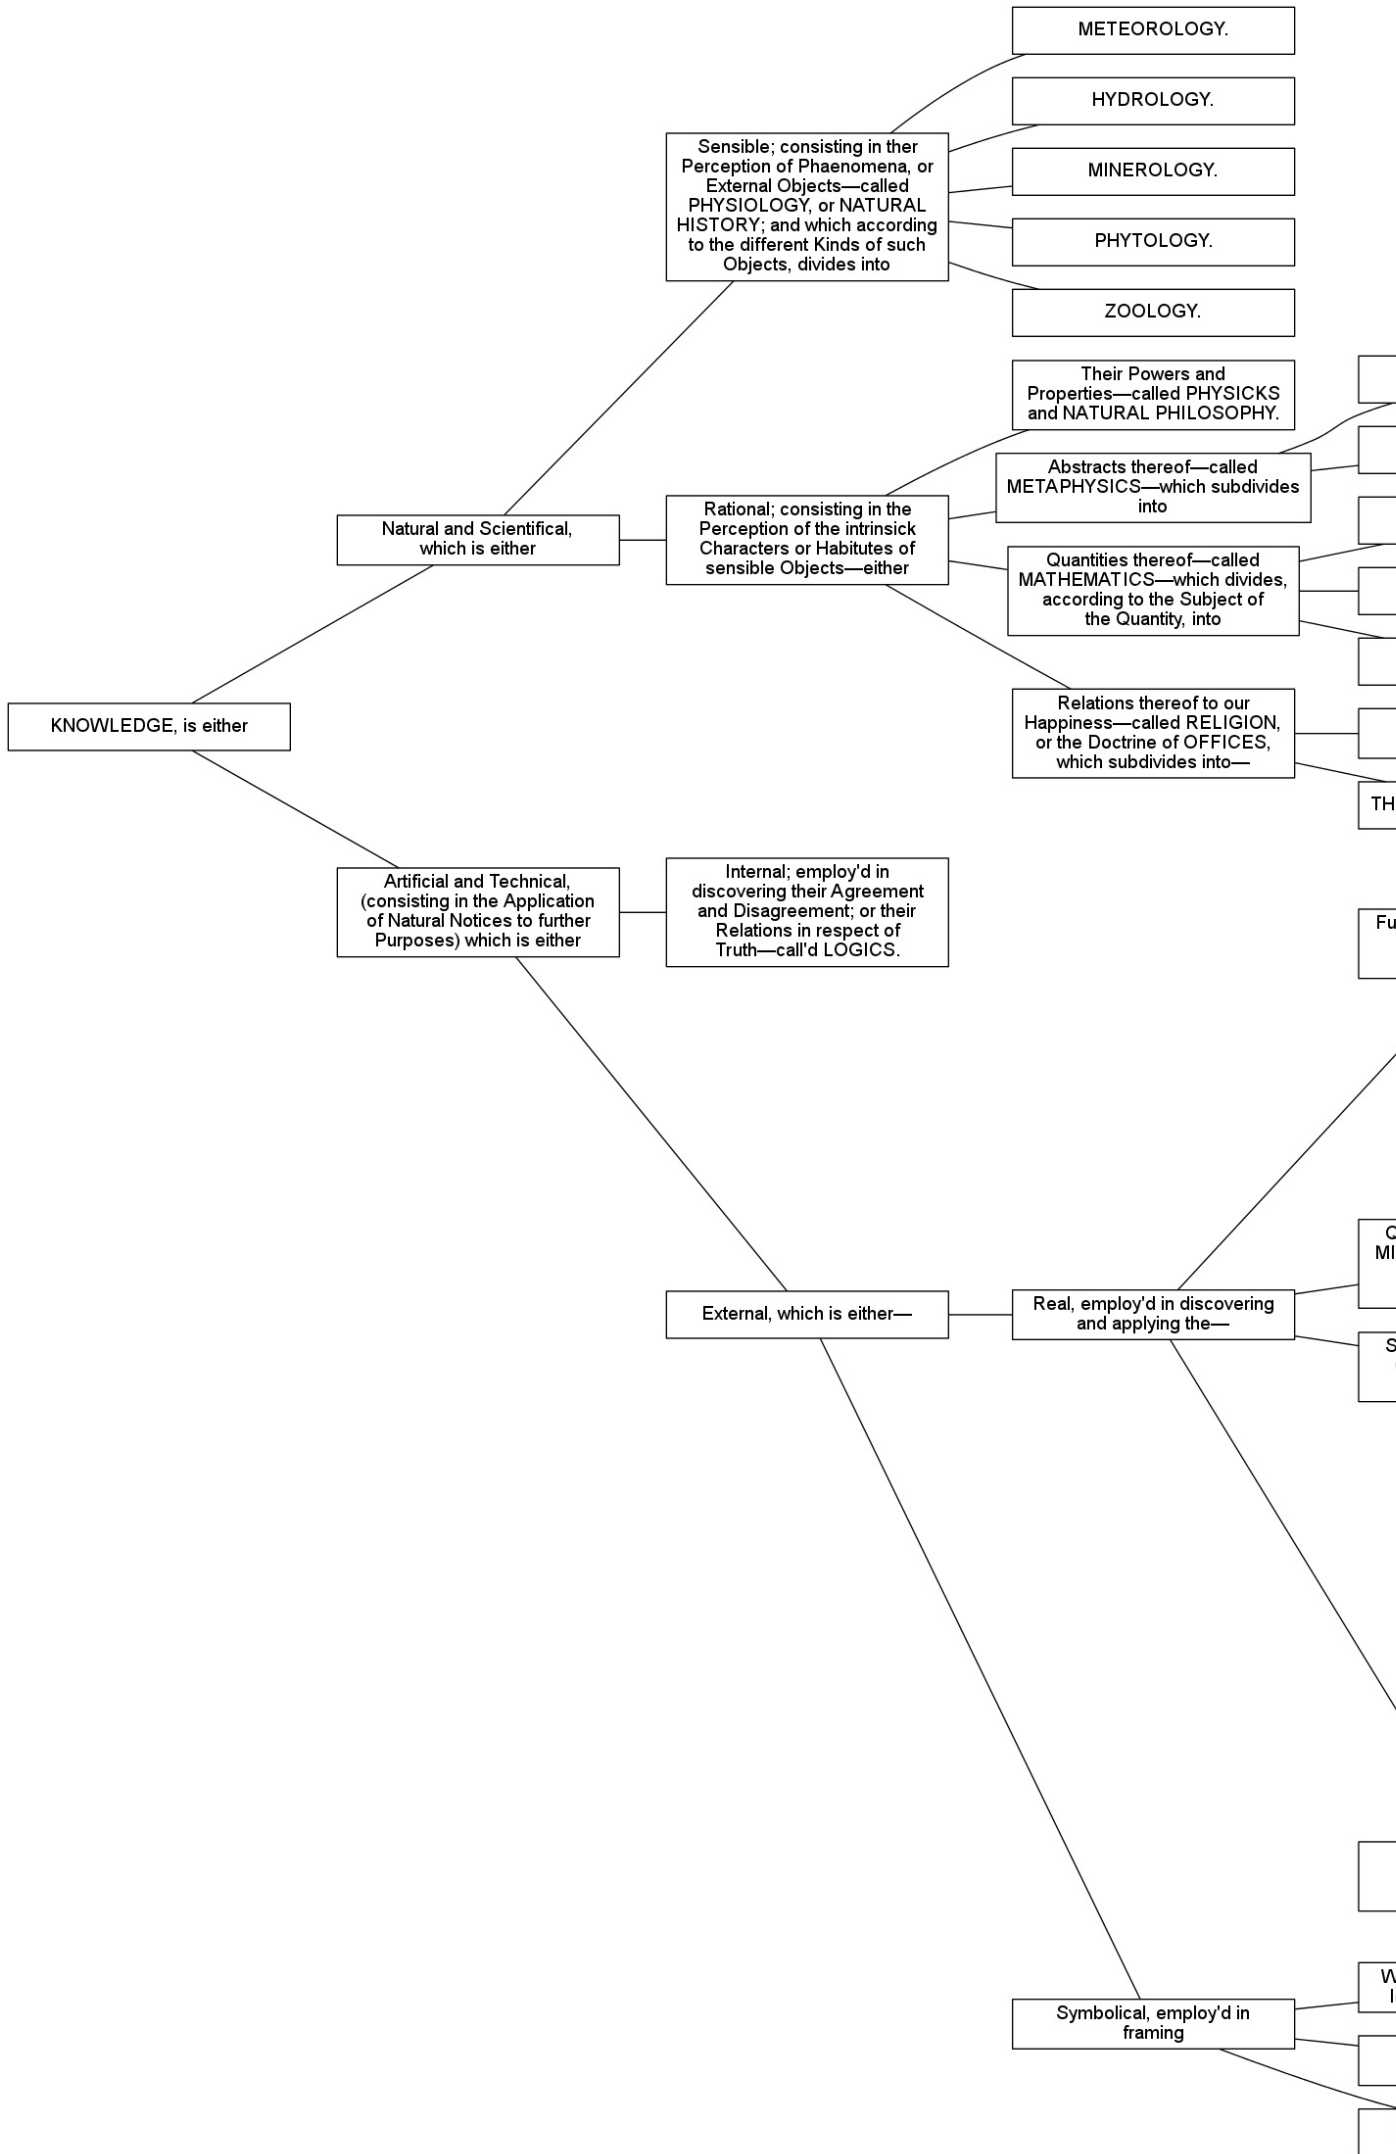 METEOROLOGY.
HYDROLOGY.
Sensible; consisting in ther
Perception of Phaenomena, or
External Objects—called
PHYSIOLOGY, or NATURAL
HISTORY; and which according
to the different Kinds of such
Objects, divides into
MINEROLOGY.
PHYTOLOGY.
ZOOLOGY.
Their Powers and
Properties—called PHYSICKS
and NATURAL PHILOSOPHY.
Abstracts thereof—called
METAPHYSICS—which subdivides
into
Natural and Scientifical,
which is either
Rational; consisting in the
Perception of the intrinsick
Characters or Habitutes of
sensible Objects—either
Quantities thereof—called
MATHEMATICS—which divides,
according to the Subject of
the Quantity, into
Relations thereof to our
Happiness—called RELIGION,
or the Doctrine of OFFICES,
which subdivides into—
KNOWLEDGE, is either
TH
Artificial and Technical,
(consisting in the Application
of Natural Notices to further
Purposes) which is either
Internal; employ'd in
discovering their Agreement
and Disagreement; or their
Relations in respect of
Truth—call'd LOGICS.
Fu
Q
MI
External, which is either—
Real, employ'd in discovering
and applying the—
S
W
I
Symbolical, employ'd in
framing